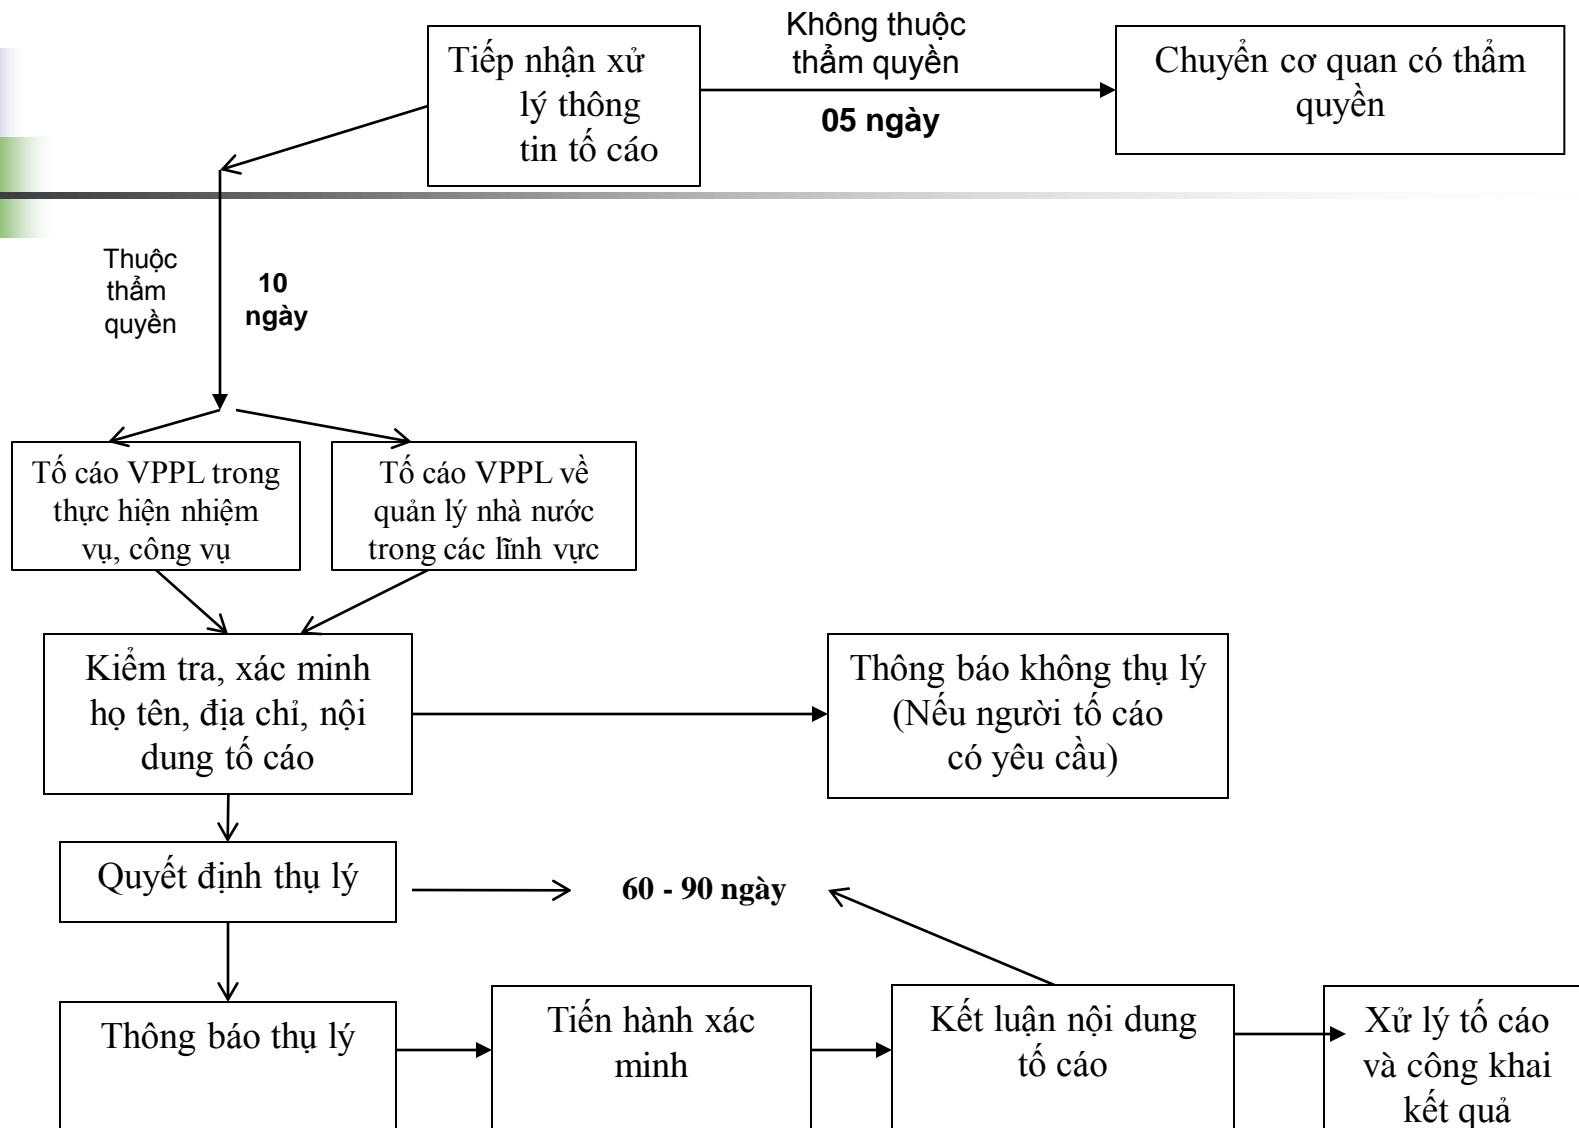 Tiếp nhận xử
lý thông
tin tố cáo
Không thuộc
thẩm quyền
05 ngày
Chuyển cơ quan có thẩm
quyền
Thuộc
thẩm
quyền
10
ngày
Tố cáo VPPL trong
thực hiện nhiệm
vụ, công vụ
Tố cáo VPPL về
quản lý nhà nước
trong các lĩnh vực
Kiểm tra, xác minh
họ tên, địa chỉ, nội
dung tố cáo
Thông báo không thụ lý
(Nếu người tố cáo
có yêu cầu)
Quyết định thụ lý
60 - 90 ngày
Thông báo thụ lý
Tiến hành xác
minh
Kết luận nội dung
tố cáo
Xử lý tố cáo
và công khai
kết quả